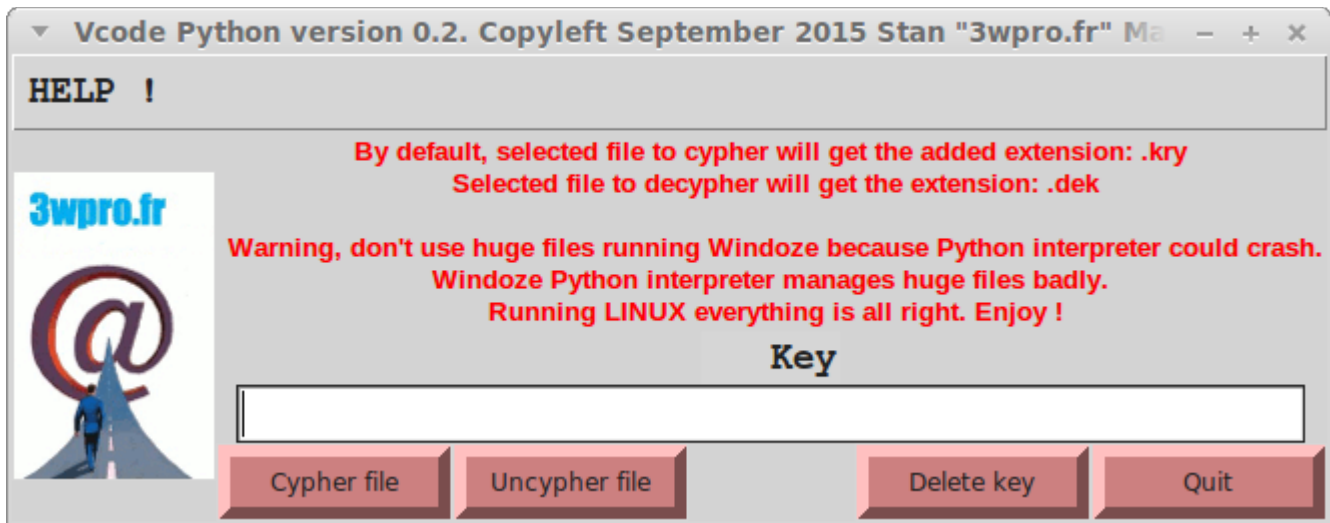 Vcode Python version 0.2. Copyleft September 2015 Stan "3wpro.fr"
HELP !
By default, selected file to cypher will get the added extension: .kry
Selected file to decypher will get the extension: .dek
3wpro.fr
@
Warning, don't use huge files running Windoze because Python interpreter could crash.
Windoze Python interpreter manages huge files badly.
Running LINUX everything is all right. Enjoy !
Key
Cypher file
Uncypher file
Delete key
Quit